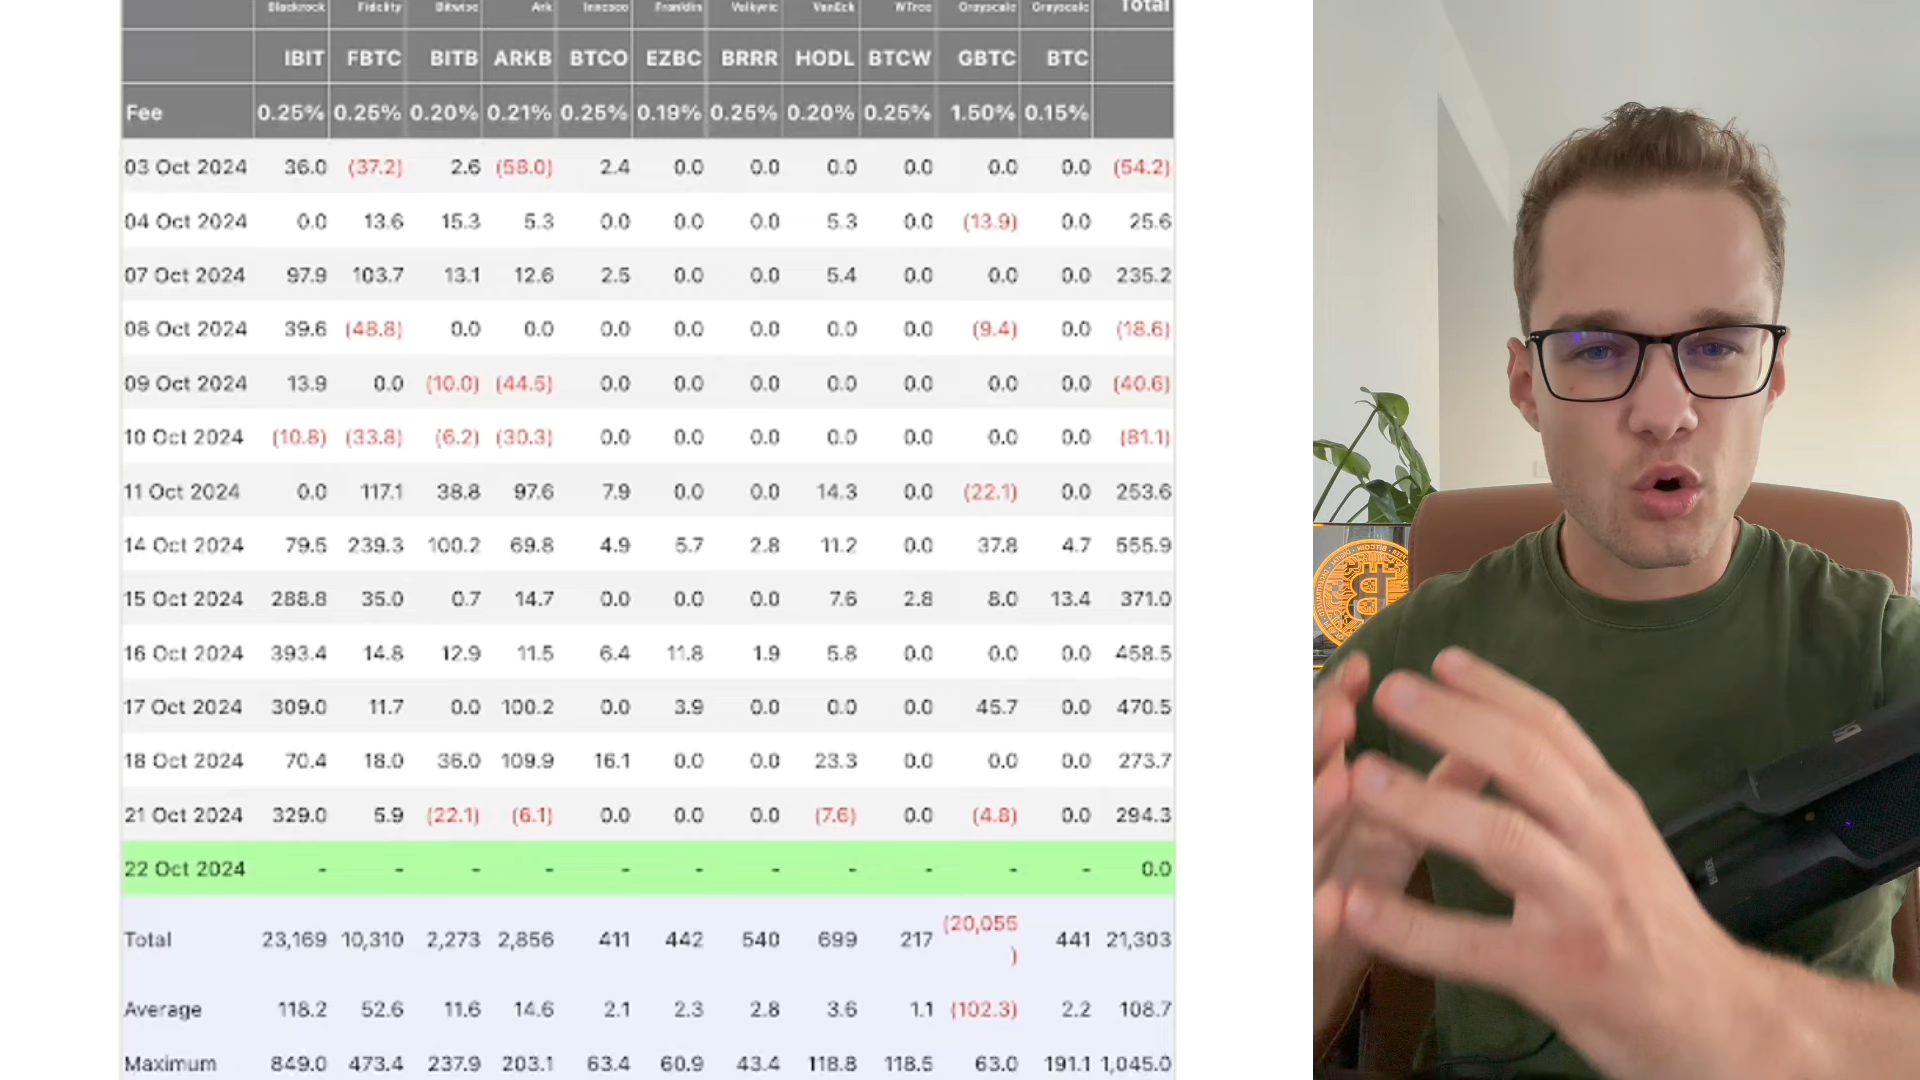 Blackrock Fidelity Bitwise Ark Invesco Franklin Valkyrie VanEck WTree Grayscale Grayscale Total
IBIT FBTC BITB ARKB BTCO EZBC BRRR HODL BTCW GBTC BTC
Fee 0.25% 0.25% 0.20% 0.21% 0.25% 0.19% 0.25% 0.20% 0.25% 1.50% 0.15%
03 Oct 2024 36.0 (37.2) 2.6 (58.0) 2.4 0.0 0.0 0.0 0.0 0.0 0.0 (54.2)
04 Oct 2024 0.0 13.6 15.3 5.3 0.0 0.0 0.0 5.3 0.0 (13.9) 0.0 25.6
07 Oct 2024 97.9 103.7 13.1 12.6 2.5 0.0 0.0 5.4 0.0 0.0 0.0 235.2
08 Oct 2024 39.6 (48.8) 0.0 0.0 0.0 0.0 0.0 0.0 0.0 (9.4) 0.0 (18.6)
09 Oct 2024 13.9 0.0 (10.0) (44.5) 0.0 0.0 0.0 0.0 0.0 0.0 0.0 (40.6)
10 Oct 2024 (10.8) (33.8) (6.2) (30.3) 0.0 0.0 0.0 0.0 0.0 0.0 0.0 (81.1)
11 Oct 2024 0.0 117.1 38.8 97.6 7.9 0.0 0.0 14.3 0.0 (22.1) 0.0 253.6
14 Oct 2024 79.5 239.3 100.2 69.8 4.9 5.7 2.8 11.2 0.0 37.8 4.7 555.9
15 Oct 2024 288.8 35.0 0.7 14.7 0.0 0.0 0.0 7.6 2.8 8.0 13.4 371.0
16 Oct 2024 393.4 14.8 12.9 11.5 6.4 11.8 1.9 5.8 0.0 0.0 0.0 458.5
17 Oct 2024 309.0 11.7 0.0 100.2 0.0 3.9 0.0 0.0 0.0 45.7 0.0 470.5
18 Oct 2024 70.4 18.0 36.0 109.9 16.1 0.0 0.0 23.3 0.0 0.0 0.0 273.7
21 Oct 2024 329.0 5.9 (22.1) (6.1) 0.0 0.0 0.0 (7.6) 0.0 (4.8) 0.0 294.3
22 Oct 2024 - - - - - - - - - - - 0.0
Total 23,169 10,310 2,273 2,856 411 442 540 699 217 (20,055) 441 21,303
Average 118.2 52.6 11.6 14.6 2.1 2.3 2.8 3.6 1.1 (102.3) 2.2 108.7
Maximum 849.0 473.4 237.9 203.1 63.4 60.9 43.4 118.8 118.5 63.0 191.1 1,045.0